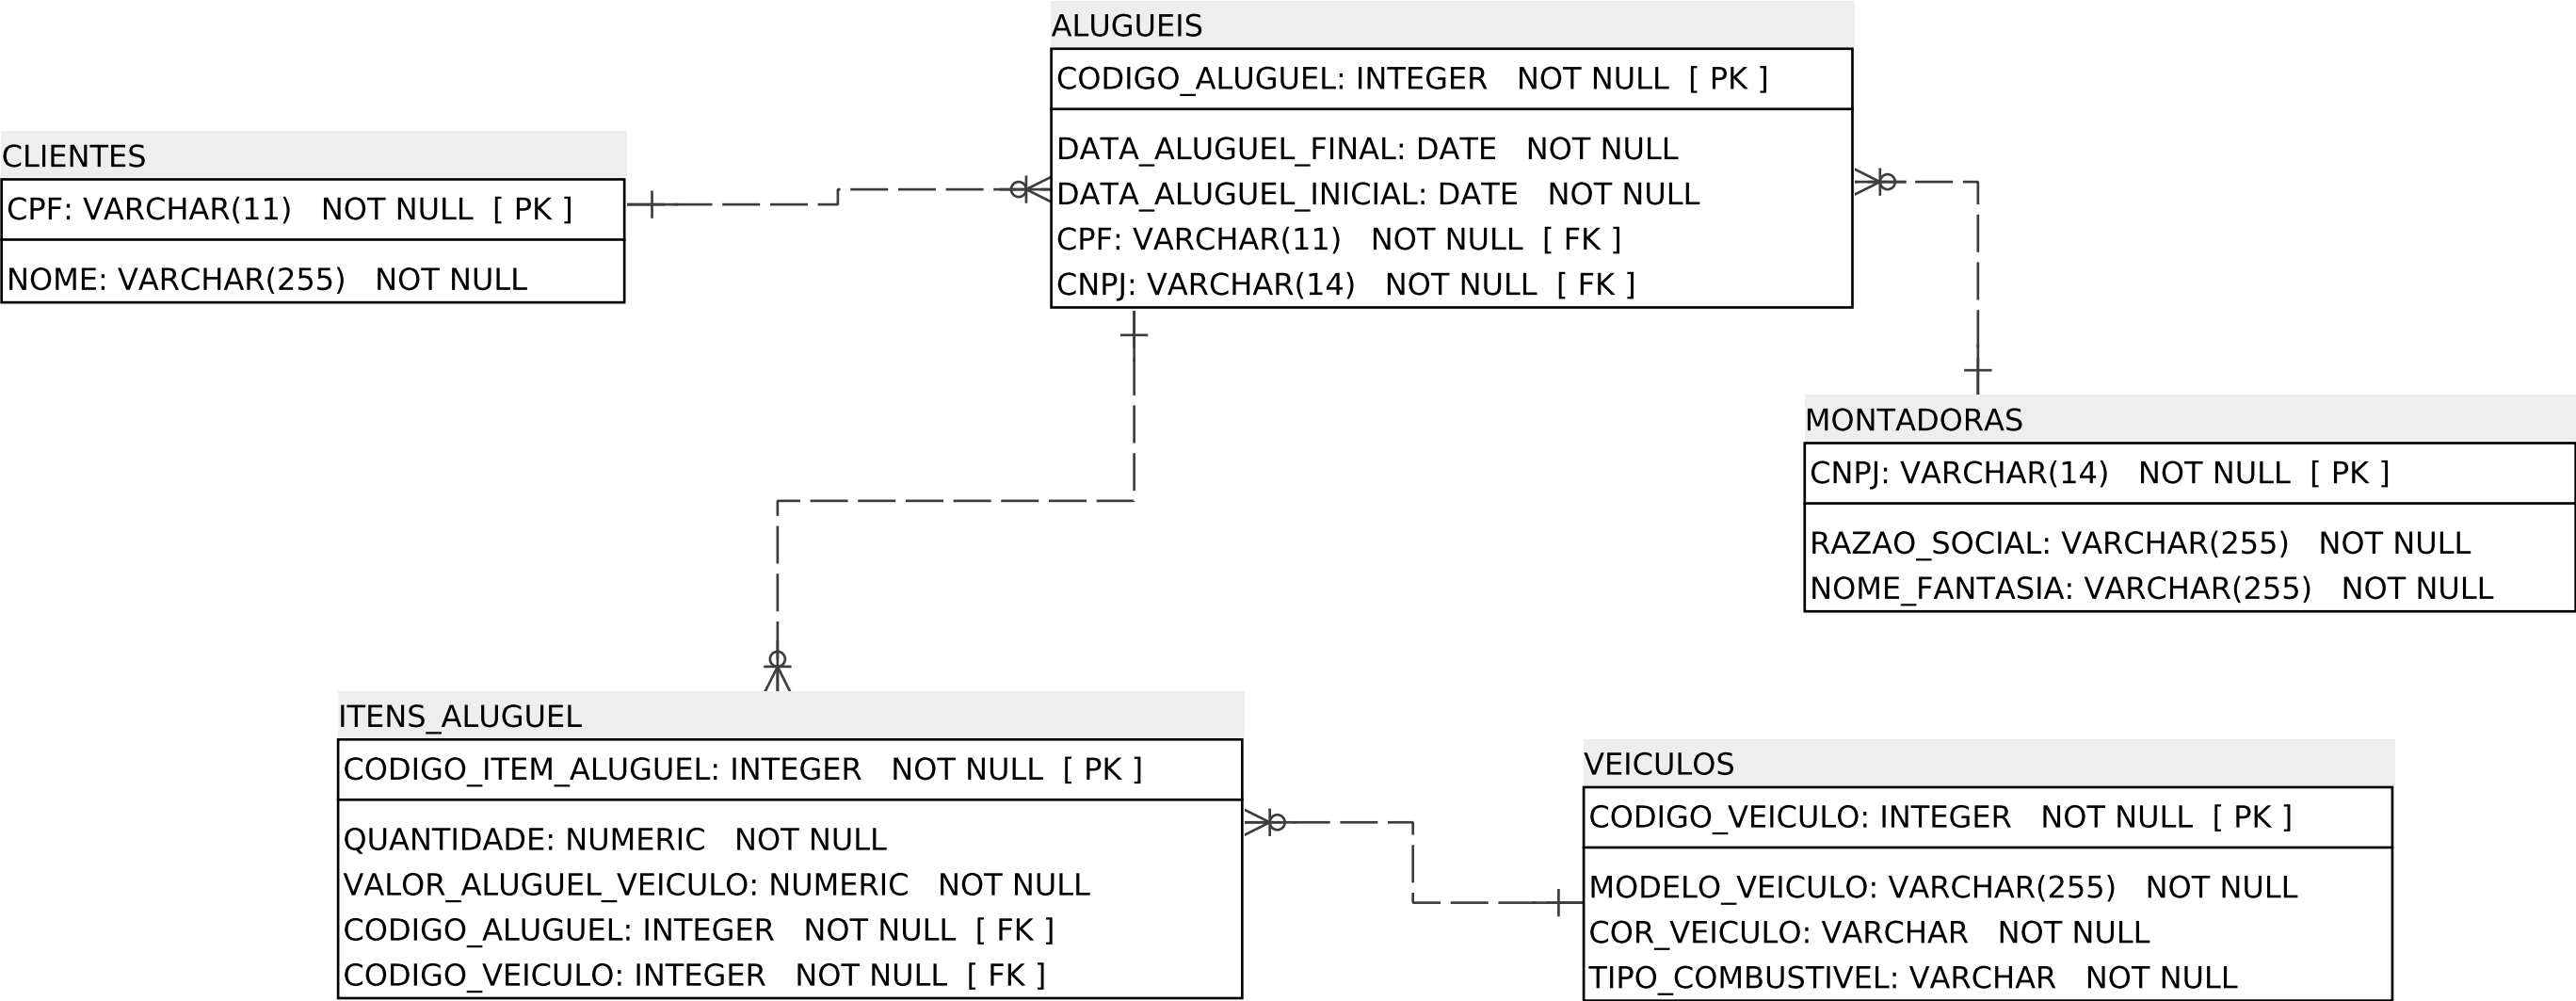 ALUGUEIS
CODIGO_ALUGUEL: INTEGER NOT NULL [ PK ]
DATA_ALUGUEL_FINAL: DATE NOT NULL
DATA_ALUGUEL_INICIAL: DATE NOT NULL
CPF: VARCHAR(11) NOT NULL [ FK ]
CNPJ: VARCHAR(14) NOT NULL [ FK ]
CLIENTES
CPF: VARCHAR(11) NOT NULL [ PK ]
NOME: VARCHAR(255) NOT NULL
MONTADORAS
CNPJ: VARCHAR(14) NOT NULL [ PK ]
RAZAO_SOCIAL: VARCHAR(255) NOT NULL
NOME_FANTASIA: VARCHAR(255) NOT NULL
ITENS_ALUGUEL
CODIGO_ITEM_ALUGUEL: INTEGER NOT NULL [ PK ]
QUANTIDADE: NUMERIC NOT NULL
VALOR_ALUGUEL_VEICULO: NUMERIC NOT NULL
CODIGO_ALUGUEL: INTEGER NOT NULL [ FK ]
CODIGO_VEICULO: INTEGER NOT NULL [ FK ]
VEICULOS
CODIGO_VEICULO: INTEGER NOT NULL [ PK ]
MODELO_VEICULO: VARCHAR(255) NOT NULL
COR_VEICULO: VARCHAR NOT NULL
TIPO_COMBUSTIVEL: VARCHAR NOT NULL